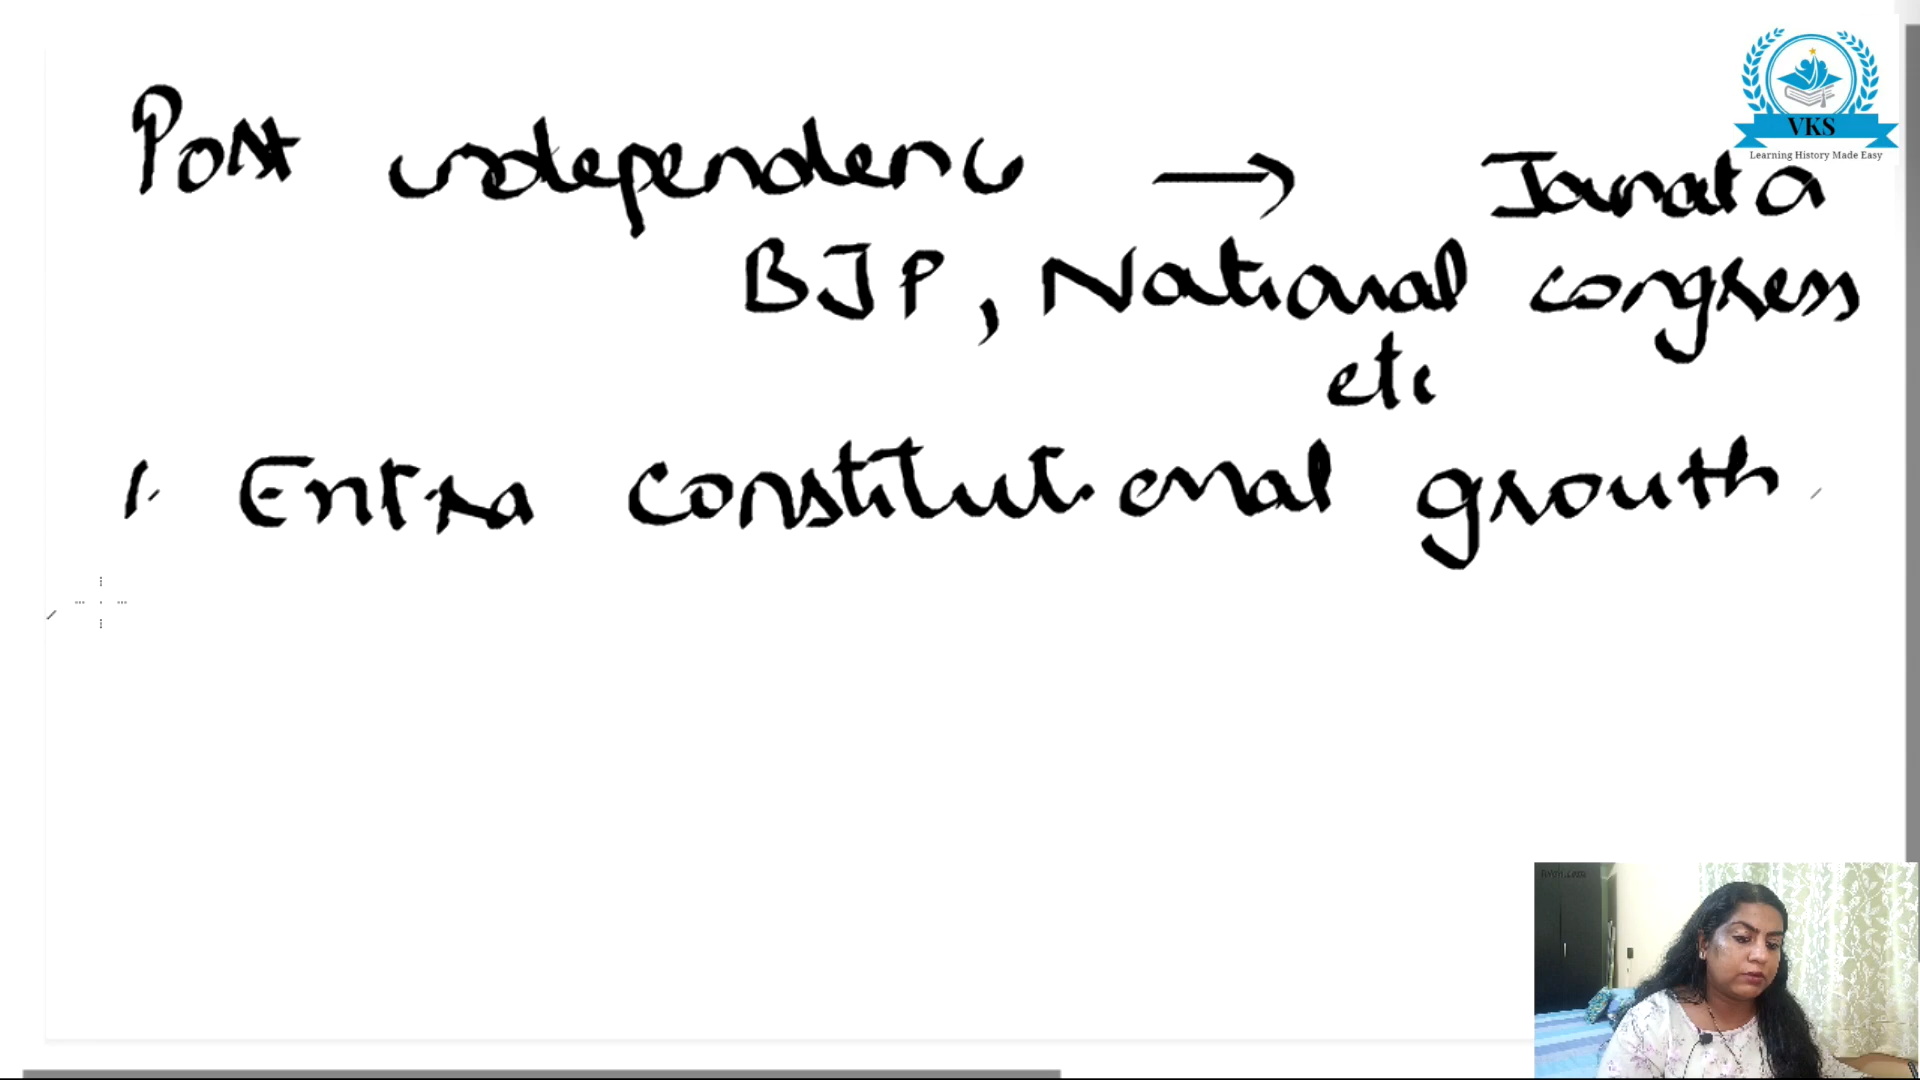 VKS
Learning History Made Easy
Post independence → Janata
BJP, National congress
etc
1. Extra constitutional growth